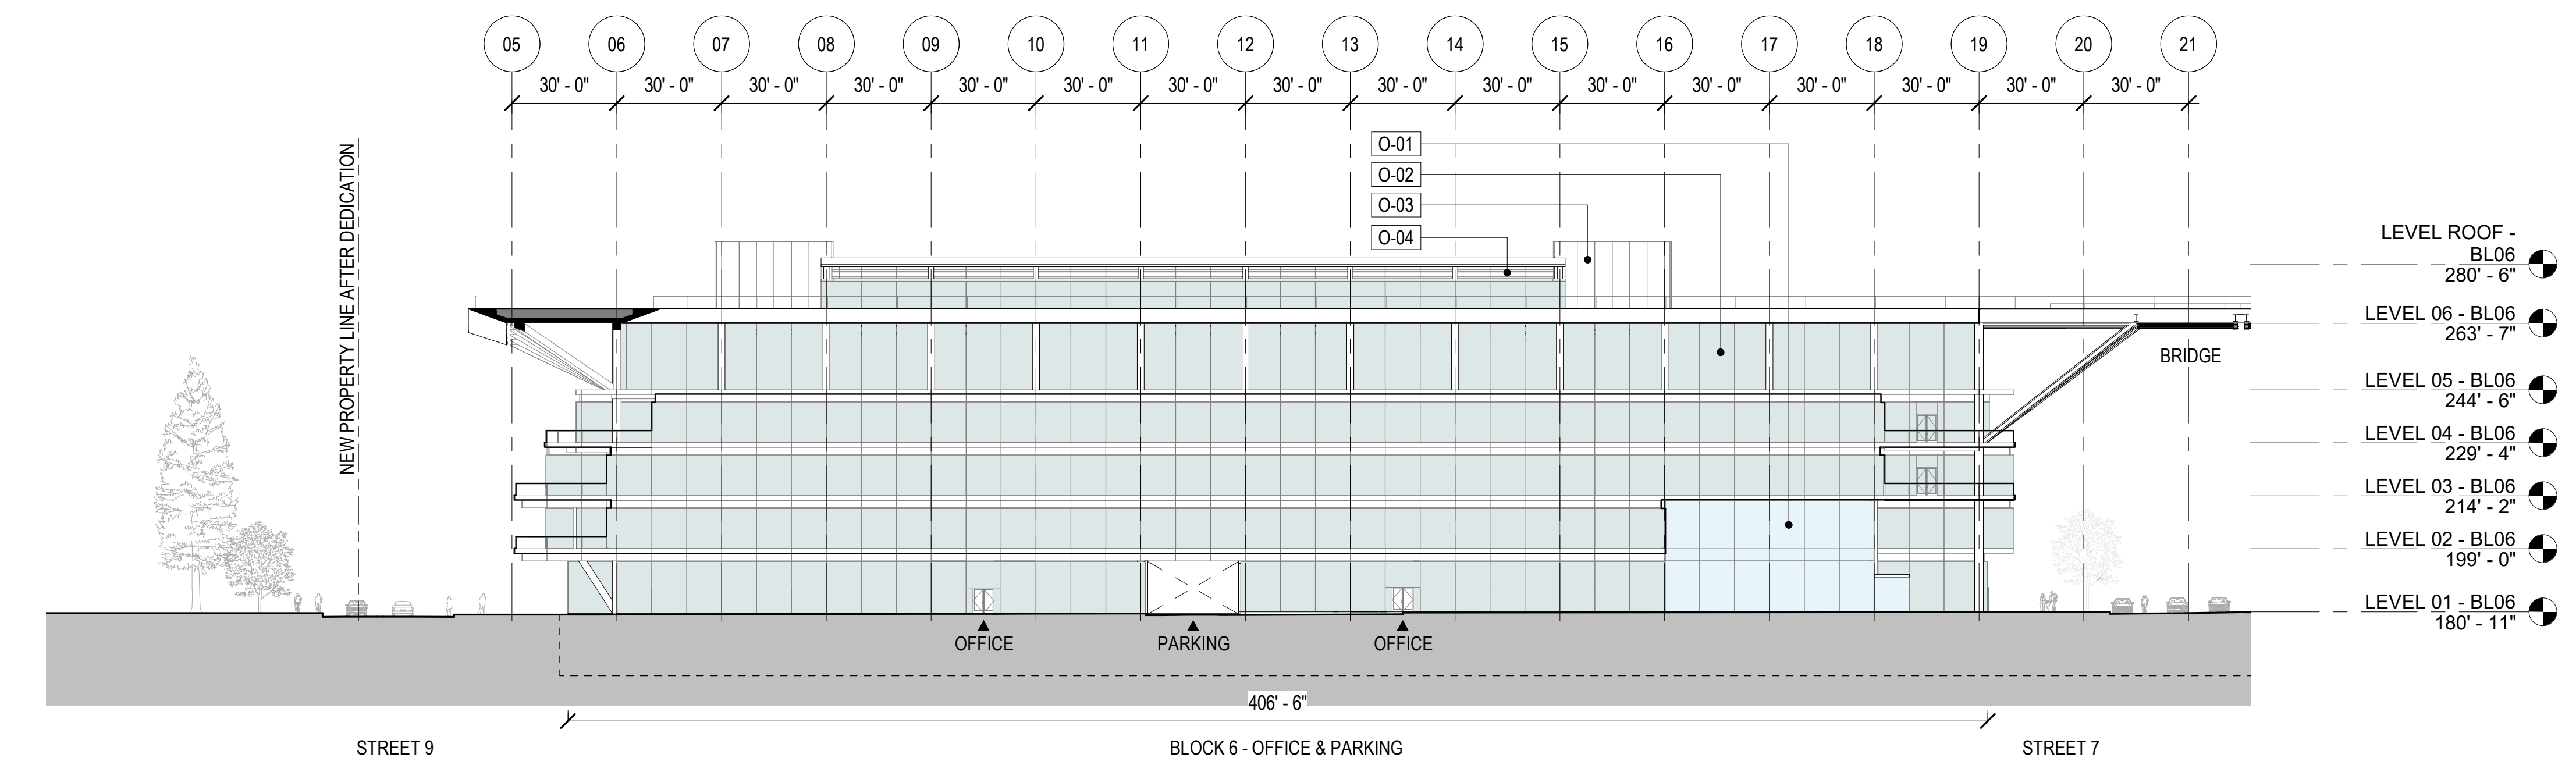 05 06 07 08 09 10 11 12 13 14 15 16 17 18 19 20 21
30' - 0" 30' - 0" 30' - 0" 30' - 0" 30' - 0" 30' - 0" 30' - 0" 30' - 0" 30' - 0" 30' - 0" 30' - 0" 30' - 0" 30' - 0" 30' - 0" 30' - 0" 30' - 0"
NEW PROPERTY LINE AFTER DEDICATION
O-01
O-02
O-03
O-04
LEVEL ROOF -
BL06
280' - 6"
LEVEL 06 - BL06
263' - 7"
BRIDGE
LEVEL 05 - BL06
244' - 6"
LEVEL 04 - BL06
229' - 4"
LEVEL 03 - BL06
214' - 2"
LEVEL 02 - BL06
199' - 0"
LEVEL 01 - BL06
180' - 11"
OFFICE PARKING OFFICE
406' - 6"
STREET 9 BLOCK 6 - OFFICE & PARKING STREET 7